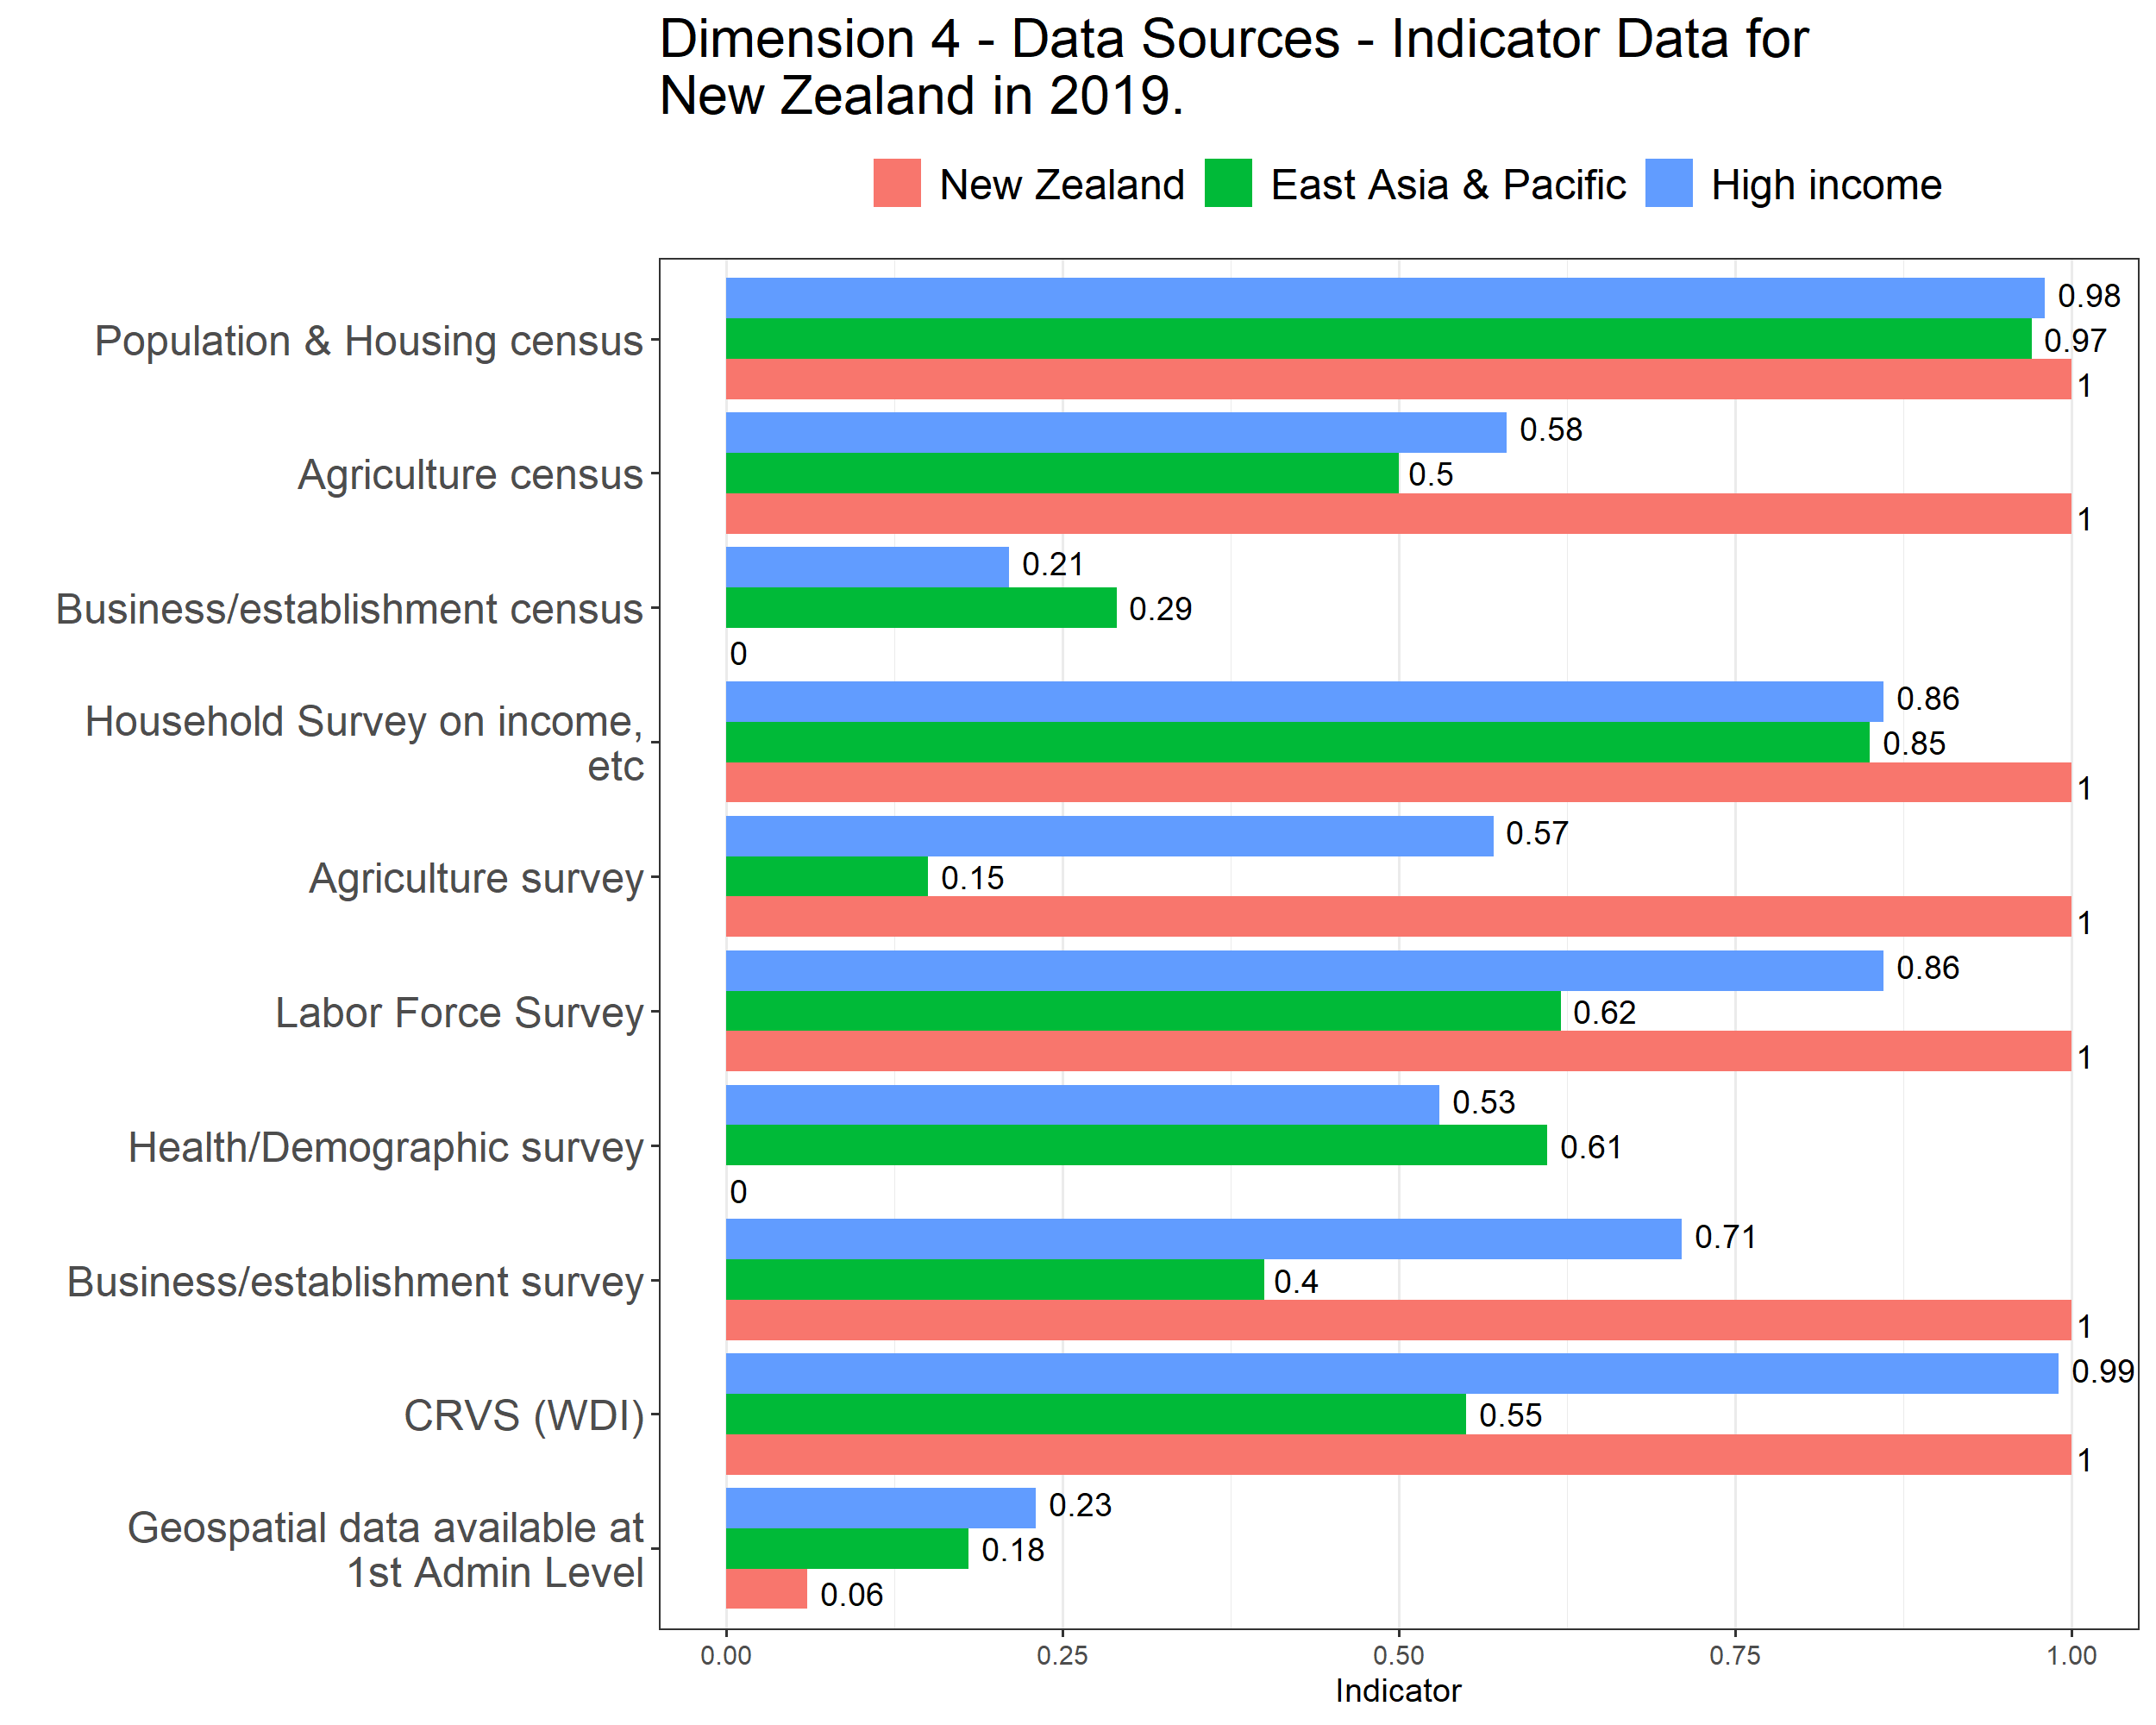 Dimension 4 - Data Sources - Indicator Data for
New Zealand in 2019.
New Zealand East Asia & Pacific High income
Population & Housing census
0.98
0.97
1
Agriculture census
0.58
0.5
1
Business/establishment census
0.21
0.29
0
Household Survey on income,
etc
0.86
0.85
1
Agriculture survey
0.57
0.15
1
Labor Force Survey
0.86
0.62
1
Health/Demographic survey
0.53
0.61
0
Business/establishment survey
0.71
0.4
1
CRVS (WDI)
0.99
0.55
1
Geospatial data available at
1st Admin Level
0.23
0.18
0.06
0.00 0.25 0.50 0.75 1.00
Indicator